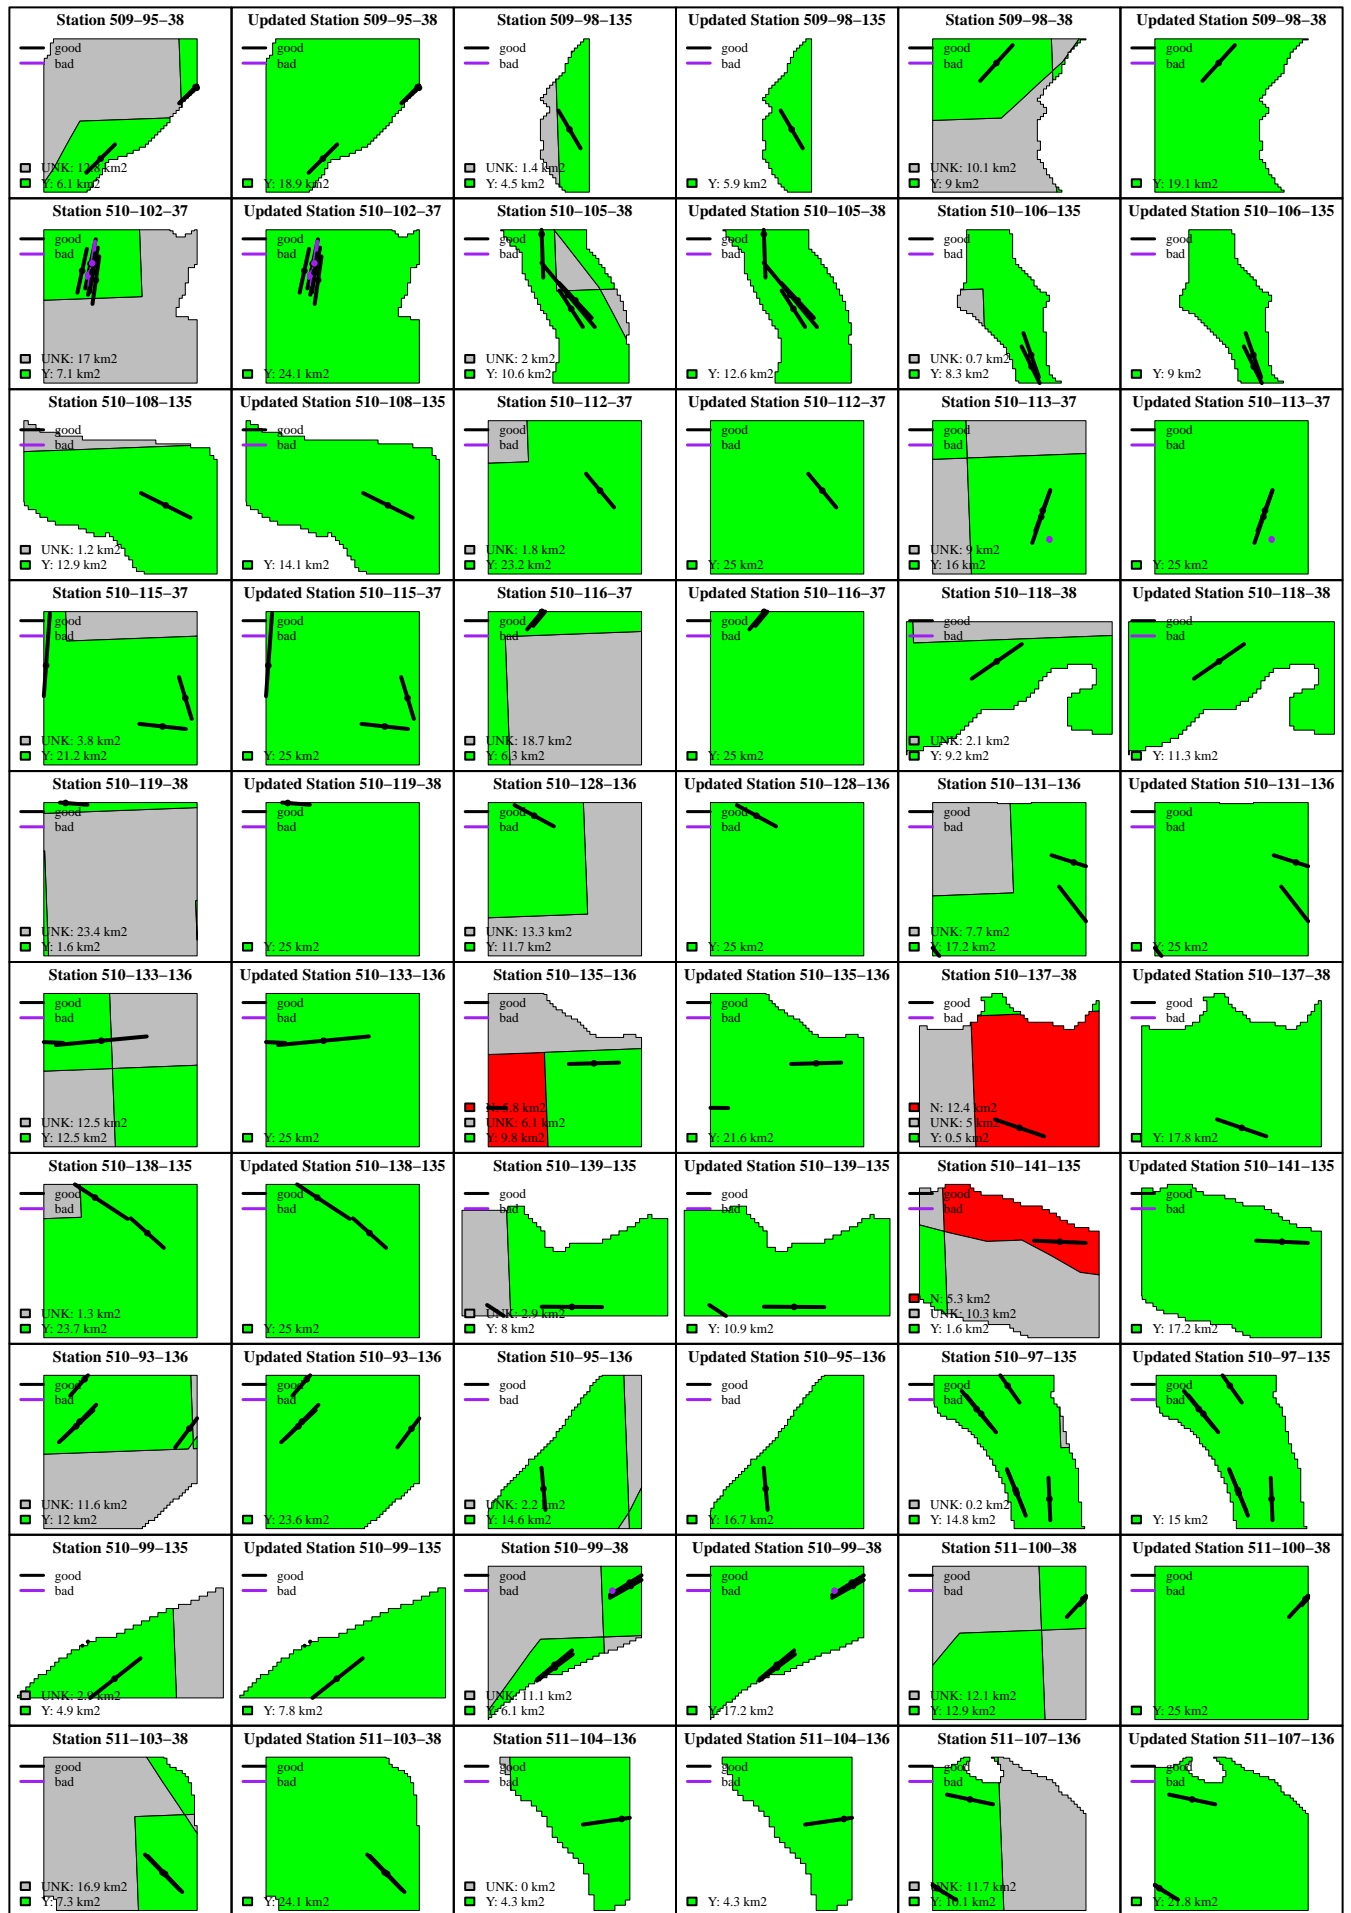 Station 509−95−38
good
bad
UNK: 12.8 km2
Y: 6.1 km2
Updated Station 509−95−38
good
bad
Y: 18.9 km2
Station 509−98−135
good
bad
UNK: 1.4 km2
Y: 4.5 km2
Updated Station 509−98−135
good
bad
Y: 5.9 km2
Station 509−98−38
good
bad
UNK: 10.1 km2
Y: 9 km2
Updated Station 509−98−38
good
bad
Y: 19.1 km2
Station 510−102−37
good
bad
UNK: 17 km2
Y: 7.1 km2
Updated Station 510−102−37
good
bad
Y: 24.1 km2
Station 510−105−38
good
bad
UNK: 2 km2
Y: 10.6 km2
Updated Station 510−105−38
good
bad
Y: 12.6 km2
Station 510−106−135
good
bad
UNK: 0.7 km2
Y: 8.3 km2
Updated Station 510−106−135
good
bad
Y: 9 km2
Station 510−108−135
good
bad
UNK: 1.2 km2
Y: 12.9 km2
Updated Station 510−108−135
good
bad
Y: 14.1 km2
Station 510−112−37
good
bad
UNK: 1.8 km2
Y: 23.2 km2
Updated Station 510−112−37
good
bad
Y: 25 km2
Station 510−113−37
good
bad
UNK: 9 km2
Y: 16 km2
Updated Station 510−113−37
good
bad
Y: 25 km2
Station 510−115−37
good
bad
UNK: 3.8 km2
Y: 21.2 km2
Updated Station 510−115−37
good
bad
Y: 25 km2
Station 510−116−37
good
bad
UNK: 18.7 km2
Y: 6.3 km2
Updated Station 510−116−37
good
bad
Y: 25 km2
Station 510−118−38
good
bad
UNK: 2.1 km2
Y: 9.2 km2
Updated Station 510−118−38
good
bad
Y: 11.3 km2
Station 510−119−38
good
bad
UNK: 23.4 km2
Y: 1.6 km2
Updated Station 510−119−38
good
bad
Y: 25 km2
Station 510−128−136
good
bad
UNK: 13.3 km2
Y: 11.7 km2
Updated Station 510−128−136
good
bad
Y: 25 km2
Station 510−131−136
good
bad
UNK: 7.7 km2
Y: 17.2 km2
Updated Station 510−131−136
good
bad
Y: 25 km2
Station 510−133−136
good
bad
UNK: 12.5 km2
Y: 12.5 km2
Updated Station 510−133−136
good
bad
Y: 25 km2
Station 510−135−136
good
bad
N: 5.8 km2
UNK: 6.1 km2
Y: 9.8 km2
Updated Station 510−135−136
good
bad
Y: 21.6 km2
Station 510−137−38
good
bad
N: 12.4 km2
UNK: 5 km2
Y: 0.5 km2
Updated Station 510−137−38
good
bad
Y: 17.8 km2
Station 510−138−135
good
bad
UNK: 1.3 km2
Y: 23.7 km2
Updated Station 510−138−135
good
bad
Y: 25 km2
Station 510−139−135
good
bad
UNK: 2.9 km2
Y: 8 km2
Updated Station 510−139−135
good
bad
Y: 10.9 km2
Station 510−141−135
good
bad
N: 5.3 km2
UNK: 10.3 km2
Y: 1.6 km2
Updated Station 510−141−135
good
bad
Y: 17.2 km2
Station 510−93−136
good
bad
UNK: 11.6 km2
Y: 12 km2
Updated Station 510−93−136
good
bad
Y: 23.6 km2
Station 510−95−136
good
bad
UNK: 2.2 km2
Y: 14.6 km2
Updated Station 510−95−136
good
bad
Y: 16.7 km2
Station 510−97−135
good
bad
UNK: 0.2 km2
Y: 14.8 km2
Updated Station 510−97−135
good
bad
Y: 15 km2
Station 510−99−135
good
bad
UNK: 2.9 km2
Y: 4.9 km2
Updated Station 510−99−135
good
bad
Y: 7.8 km2
Station 510−99−38
good
bad
UNK: 11.1 km2
Y: 6.1 km2
Updated Station 510−99−38
good
bad
Y: 17.2 km2
Station 511−100−38
good
bad
UNK: 12.1 km2
Y: 12.9 km2
Updated Station 511−100−38
good
bad
Y: 25 km2
Station 511−103−38
good
bad
UNK: 16.9 km2
Y: 7.3 km2
Updated Station 511−103−38
good
bad
Y: 24.1 km2
Station 511−104−136
good
bad
UNK: 0 km2
Y: 4.3 km2
Updated Station 511−104−136
good
bad
Y: 4.3 km2
Station 511−107−136
good
bad
UNK: 11.7 km2
Y: 10.1 km2
Updated Station 511−107−136
good
bad
Y: 21.8 km2